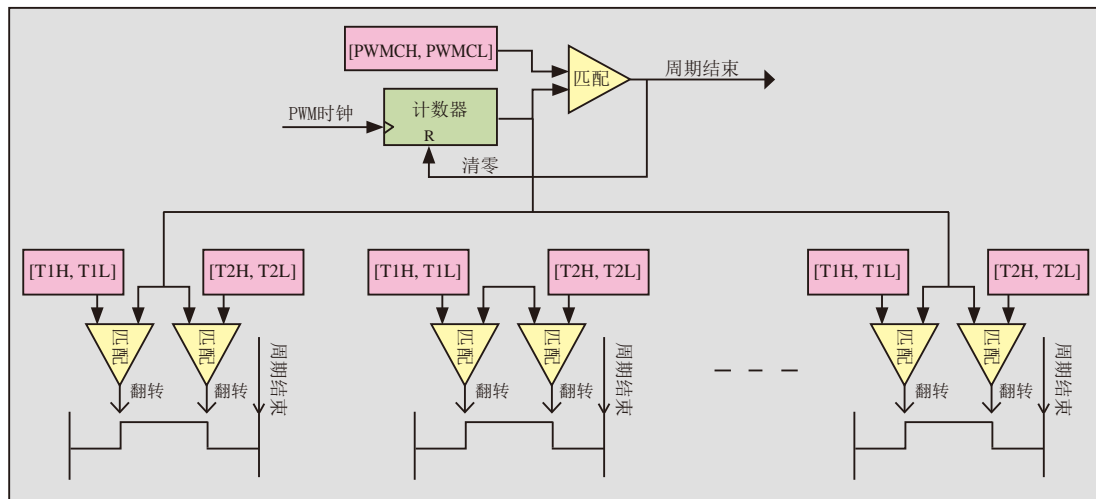 [PWMCH, PWMCL]
匹配
周期结束
PWM时钟
计数器
R
清零
[T1H, T1L]
[T2H, T2L]
匹配
匹配
翻转
翻转
周期结束
[T1H, T1L]
[T2H, T2L]
匹配
匹配
翻转
翻转
周期结束
[T1H, T1L]
[T2H, T2L]
匹配
匹配
翻转
翻转
周期结束